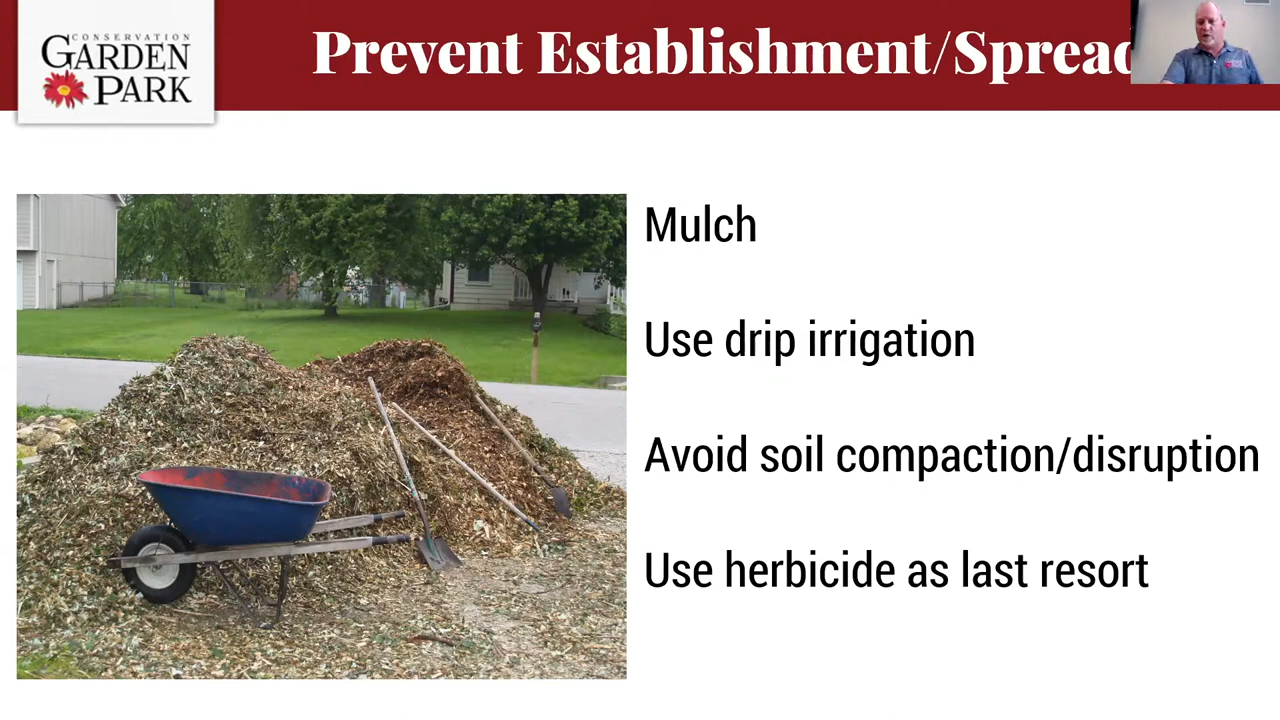 CONSERVATION
GARDEN
PARK
Prevent Establishment/Spread
Mulch
Use drip irrigation
Avoid soil compaction/disruption
Use herbicide as last resort